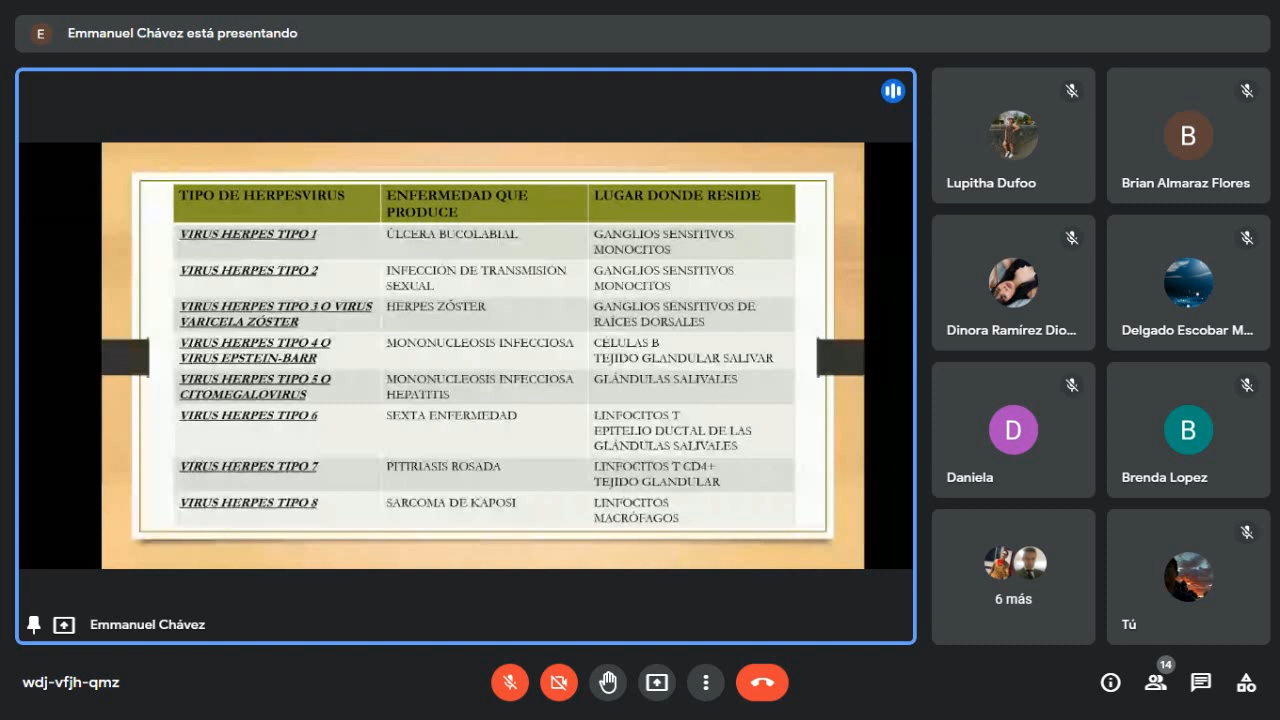 E
Emmanuel Chávez está presentando
TIPO DE HERPESVIRUS
ENFERMEDAD QUE
PRODUCE
LUGAR DONDE RESIDE
VIRUS HERPES TIPO 1
ÚLCERA BUCOLABIAL
GANGLIOS SENSITIVOS
MONOCITOS
VIRUS HERPES TIPO 2
INFECCIÓN DE TRANSMISIÓN
SEXUAL
GANGLIOS SENSITIVOS
MONOCITOS
VIRUS HERPES TIPO 3 O VIRUS
VARICELA ZÓSTER
HERPES ZÓSTER
GANGLIOS SENSITIVOS DE
RAÍCES DORSALES
VIRUS HERPES TIPO 4 O
VIRUS EPSTEIN-BARR
MONONUCLEOSIS INFECCIOSA
CÉLULAS B
TEJIDO GLANDULAR SALIVAR
VIRUS HERPES TIPO 5 O
CITOMEGALOVIRUS
MONONUCLEOSIS INFECCIOSA
HEPATITIS
GLÁNDULAS SALIVALES
VIRUS HERPES TIPO 6
SEXTA ENFERMEDAD
LINFOCITOS T
EPITELIO DUCTAL DE LAS
GLÁNDULAS SALIVALES
VIRUS HERPES TIPO 7
PITIRIASIS ROSADA
LINFOCITOS T CD4+
TEJIDO GLANDULAR
VIRUS HERPES TIPO 8
SARCOMA DE KAPOSI
LINFOCITOS
MACRÓFAGOS
Emmanuel Chávez
Lupitha Dufoo
B
Brian Almaraz Flores
Dinora Ramírez Dio...
Delgado Escobar M...
D
Daniela
B
Brenda Lopez
6 más
Tú
wdj-vfjh-qmz
14